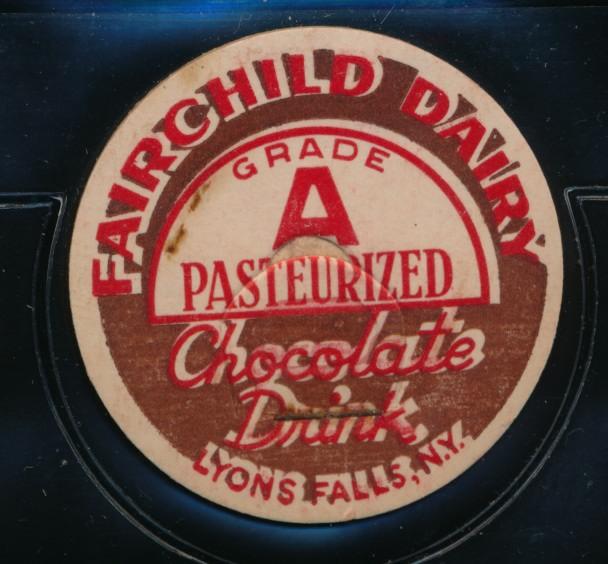 FAIRCHILD DAIRY
GRADE
A
PASTEURIZED
Chocolate
Drink
LYONS FALLS, N.Y.